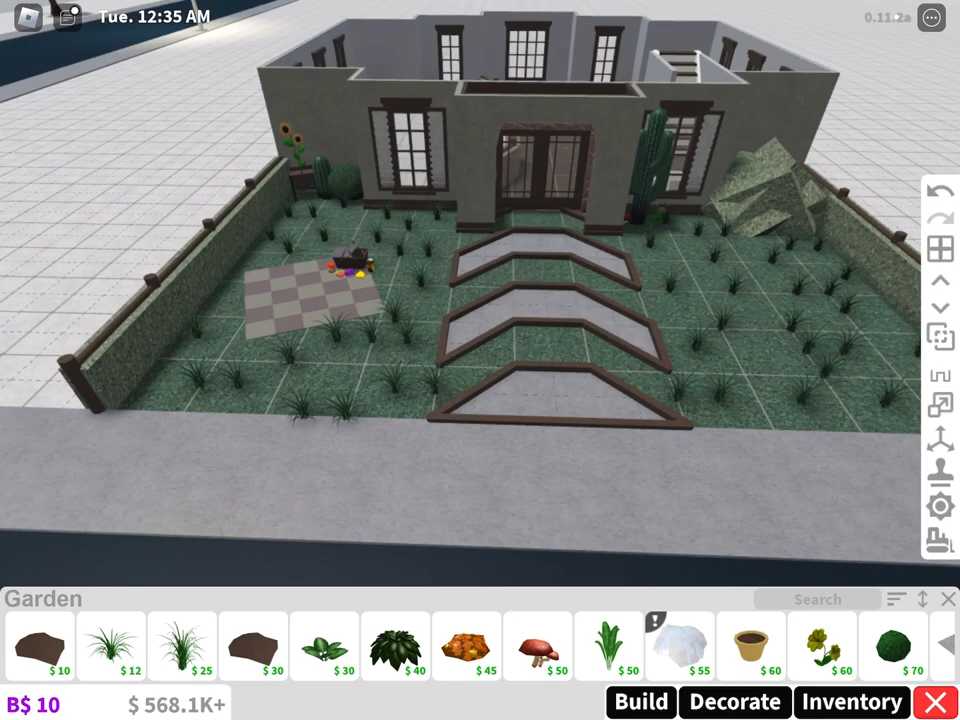 Tue. 12:35 AM
0.11.2a
Garden
Search
$ 10
$ 12
$ 25
$ 30
$ 30
$ 40
$ 45
$ 50
$ 50
!
$ 55
$ 60
$ 60
$ 70
B$ 10
$ 568.1K+
Build
Decorate
Inventory